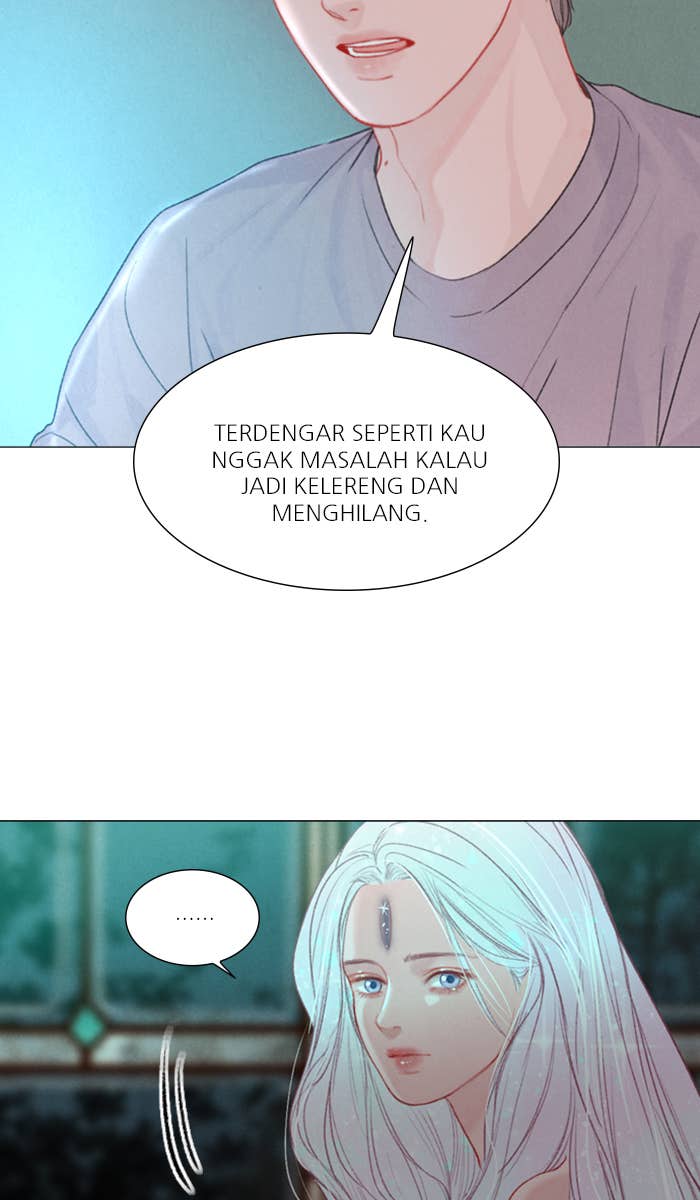 TERDENGAR SEPERTI KAU
NGGAK MASALAH KALAU
JADI KELERENG DAN
MENGHILANG.
......